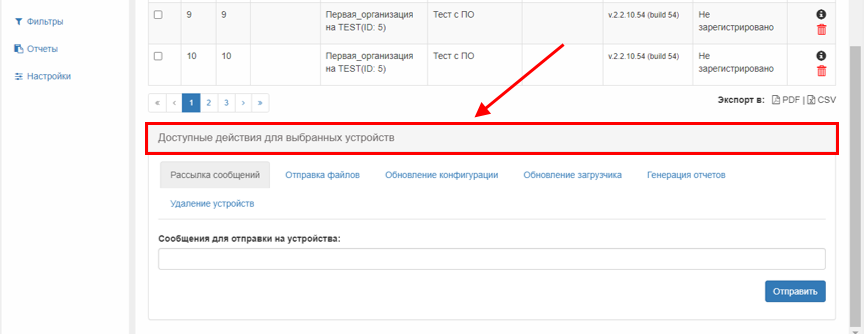 Фильтры
Отчеты
Настройки
9 9 Первая_организация на TEST(ID: 5) Тест с ПО v.2.2.10.54 (build 54) Не зарегистрировано
10 10 Первая_организация на TEST(ID: 5) Тест с ПО v.2.2.10.54 (build 54) Не зарегистрировано
« ‹ 1 2 3 › »
Экспорт в: PDF | CSV
Доступные действия для выбранных устройств
Рассылка сообщений Отправка файлов Обновление конфигурации Обновление загрузчика Генерация отчетов
Удаление устройств
Сообщения для отправки на устройства:
Отправить